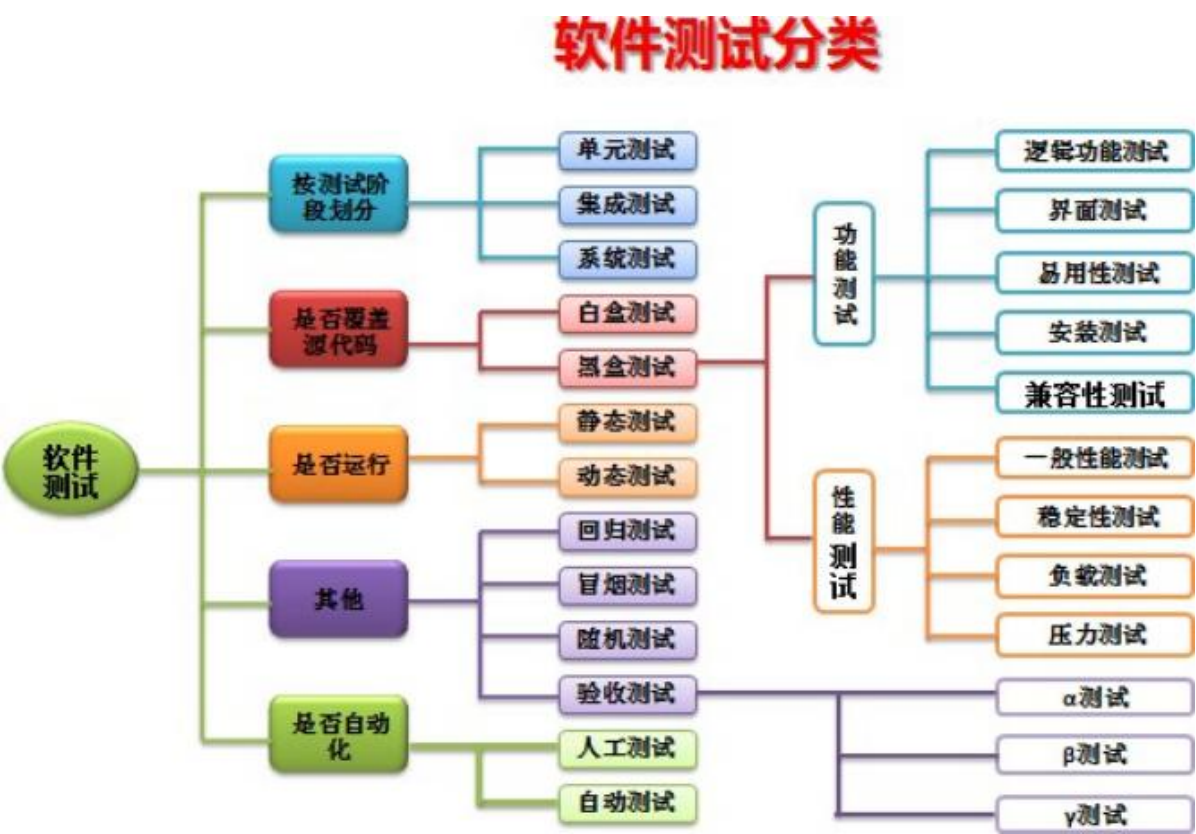 软件测试分类
软件
测试
按测试阶
段划分
单元测试
集成测试
系统测试
是否覆盖
源代码
白盒测试
黑盒测试
功
能
测
试
逻辑功能测试
界面测试
易用性测试
安装测试
兼容性测试
性
能
测
试
一般性能测试
稳定性测试
负载测试
压力测试
是否运行
静态测试
动态测试
其他
回归测试
冒烟测试
随机测试
验收测试
α测试
β测试
γ测试
是否自动
化
人工测试
自动测试